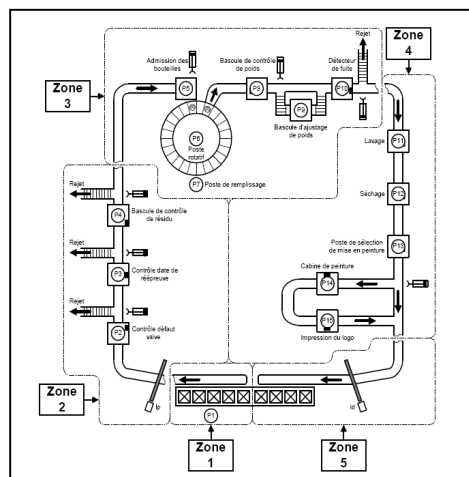 Rejet
Zone
4
Admission des
bouteilles
Bascule de contrôle
de poids
Détecteur
de fuite
Zone
3
P5
P8
P10
P9
P6
Poste
rotatif
Bascule d'ajustage
de poids
P11
Lavage
P7
Poste de remplissage
Rejet
P12
Séchage
P4
Bascule de contrôle
de résidu
Rejet
P13
Poste de sélection
de mise en peinture
P3
Contrôle date de
réépreuve
Cabine de peinture
P14
Rejet
P15
Impression du logo
P2
Contrôle défaut
valve
Zone
2
Ip
P1
Id
Zone
1
Zone
5